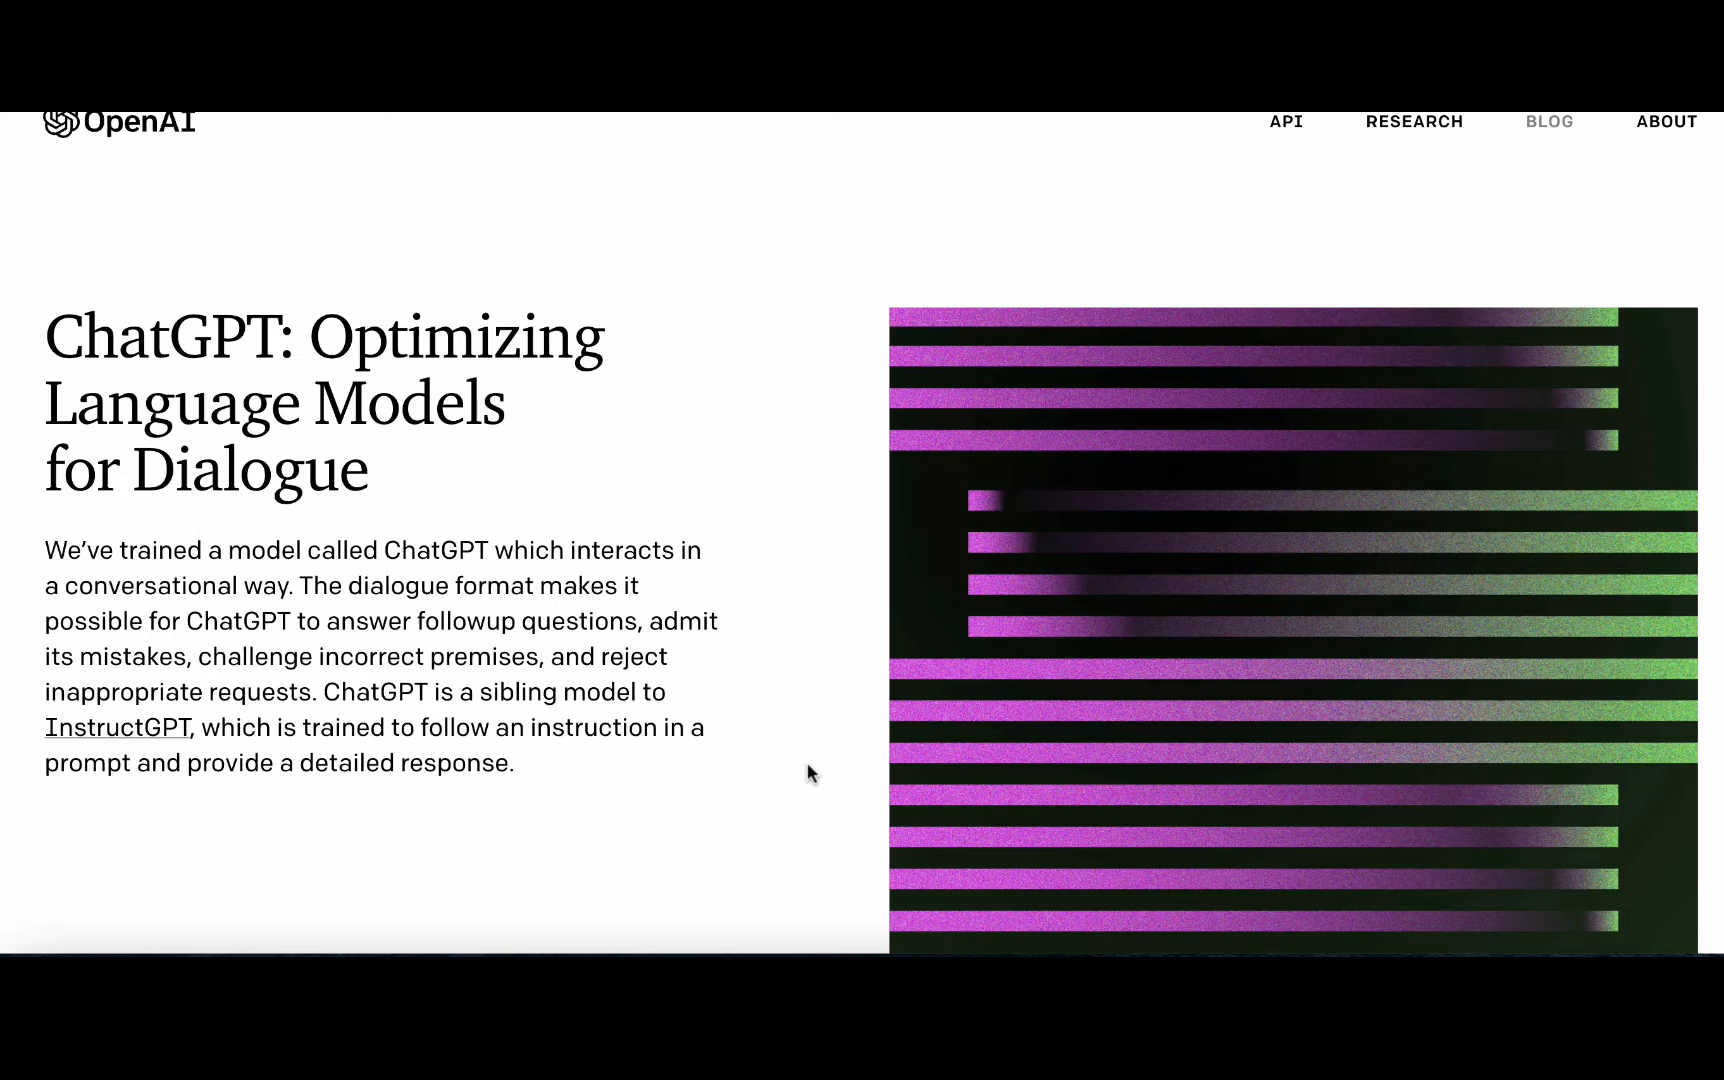 OpenAI
API RESEARCH BLOG ABOUT
ChatGPT: Optimizing
Language Models
for Dialogue
We’ve trained a model called ChatGPT which interacts in
a conversational way. The dialogue format makes it
possible for ChatGPT to answer followup questions, admit
its mistakes, challenge incorrect premises, and reject
inappropriate requests. ChatGPT is a sibling model to
InstructGPT, which is trained to follow an instruction in a
prompt and provide a detailed response.